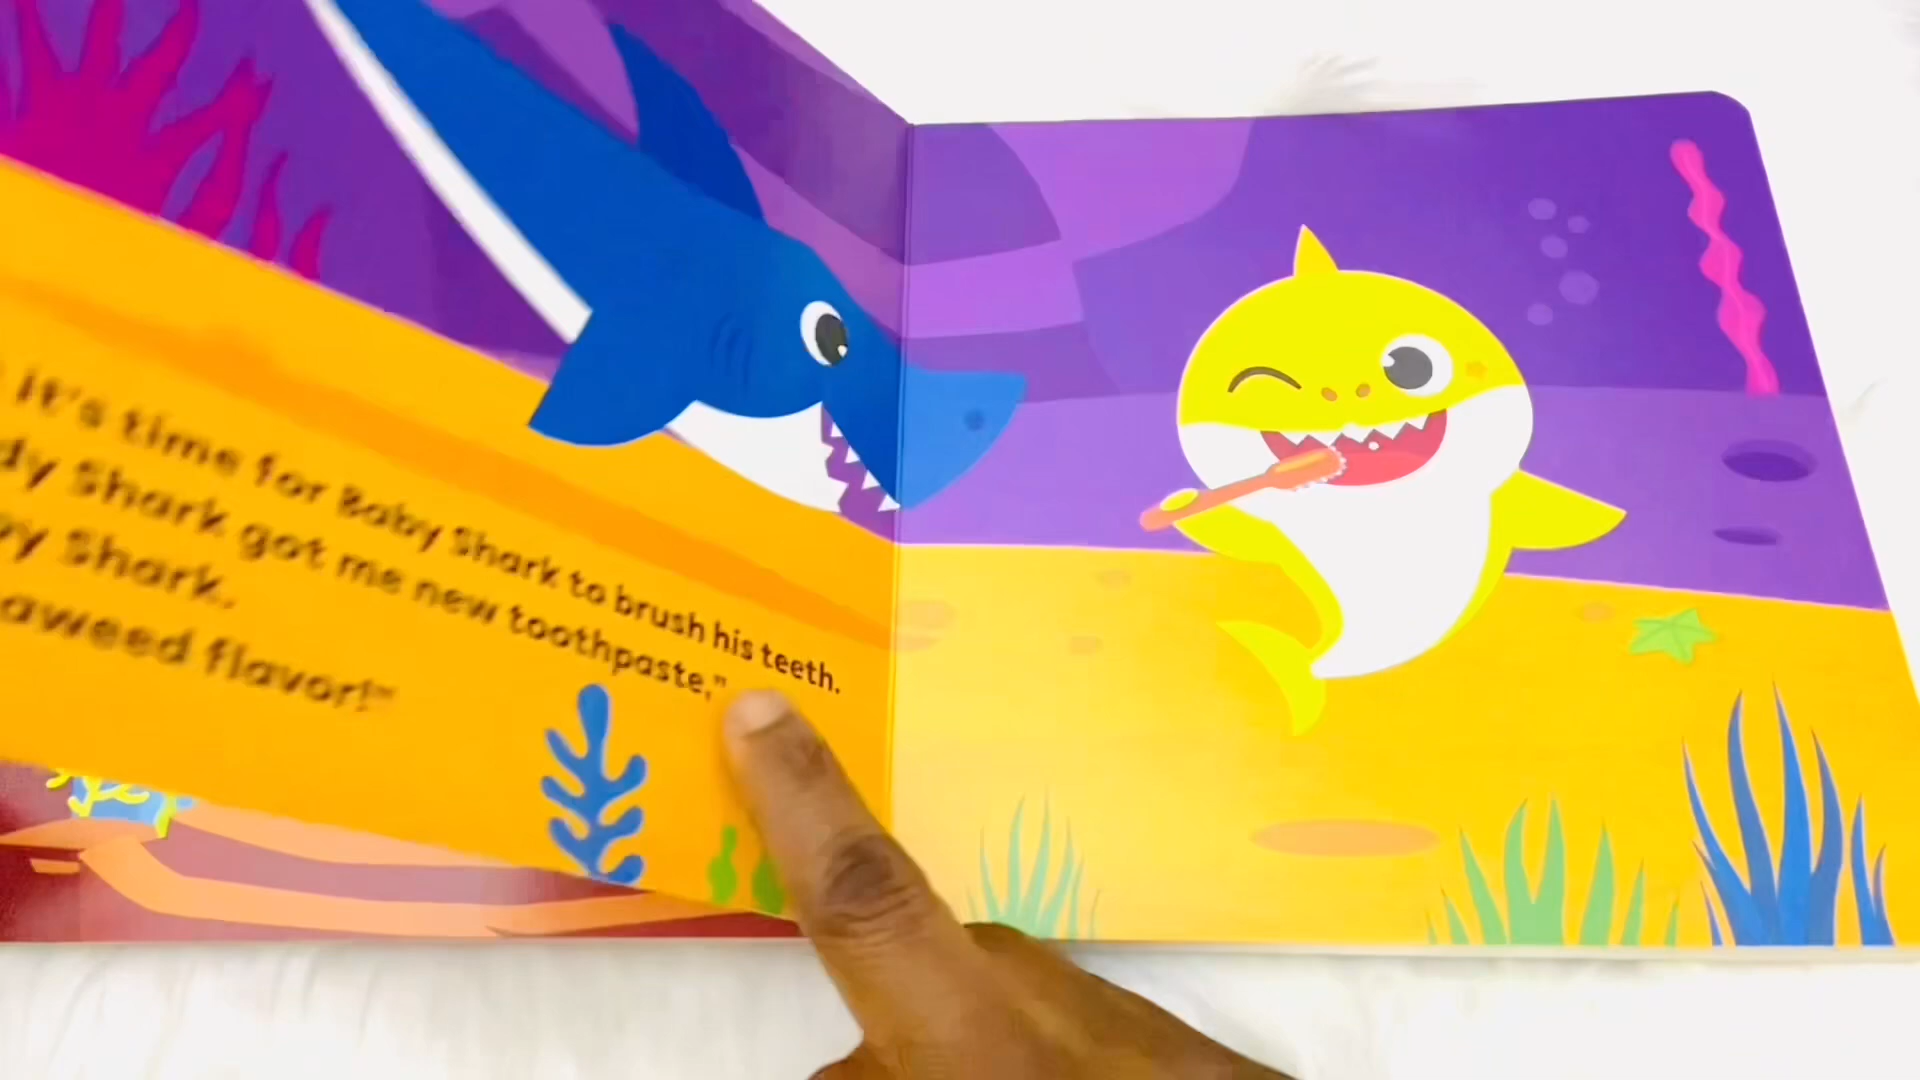 it's time for Baby Shark to brush his teeth.
dy Shark got me new toothpaste,"
y Shark.
aweed flavor!"